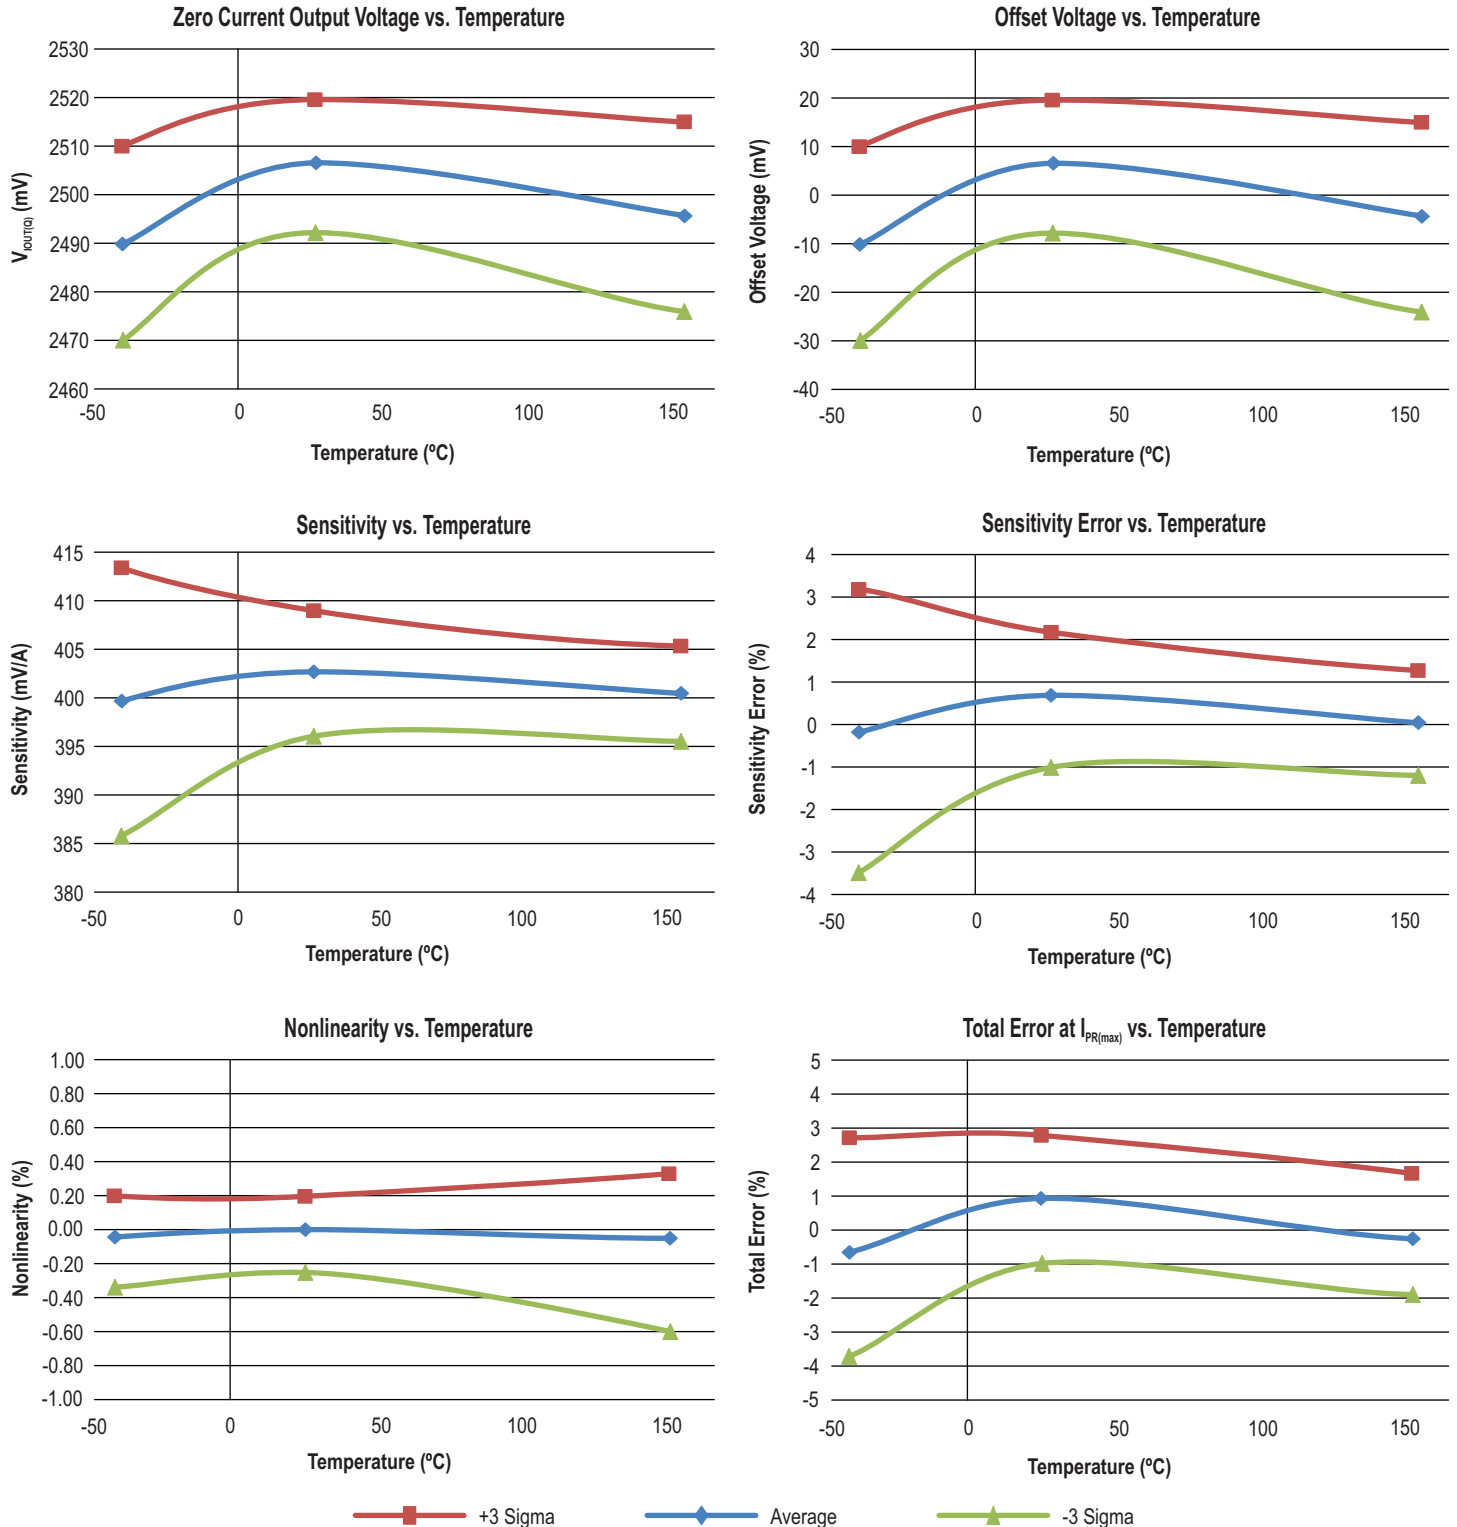 Zero Current Output Voltage vs. Temperature
2530
2520
2510
2500
2490
2480
2470
2460
-50 0 50 100 150
VIOUT(Q) (mV)
Temperature (ºC)
Offset Voltage vs. Temperature
30
20
10
0
-10
-20
-30
-40
-50 0 50 100 150
Offset Voltage (mV)
Temperature (ºC)
Sensitivity vs. Temperature
415
410
405
400
395
390
385
380
-50 0 50 100 150
Sensitivity (mV/A)
Temperature (ºC)
Sensitivity Error vs. Temperature
4
3
2
1
0
-1
-2
-3
-4
-50 0 50 100 150
Sensitivity Error (%)
Temperature (ºC)
Nonlinearity vs. Temperature
1.00
0.80
0.60
0.40
0.20
0.00
-0.20
-0.40
-0.60
-0.80
-1.00
-50 0 50 100 150
Nonlinearity (%)
Temperature (ºC)
Total Error at IPR(max) vs. Temperature
5
4
3
2
1
0
-1
-2
-3
-4
-5
-50 0 50 100 150
Total Error (%)
Temperature (ºC)
+3 Sigma Average -3 Sigma